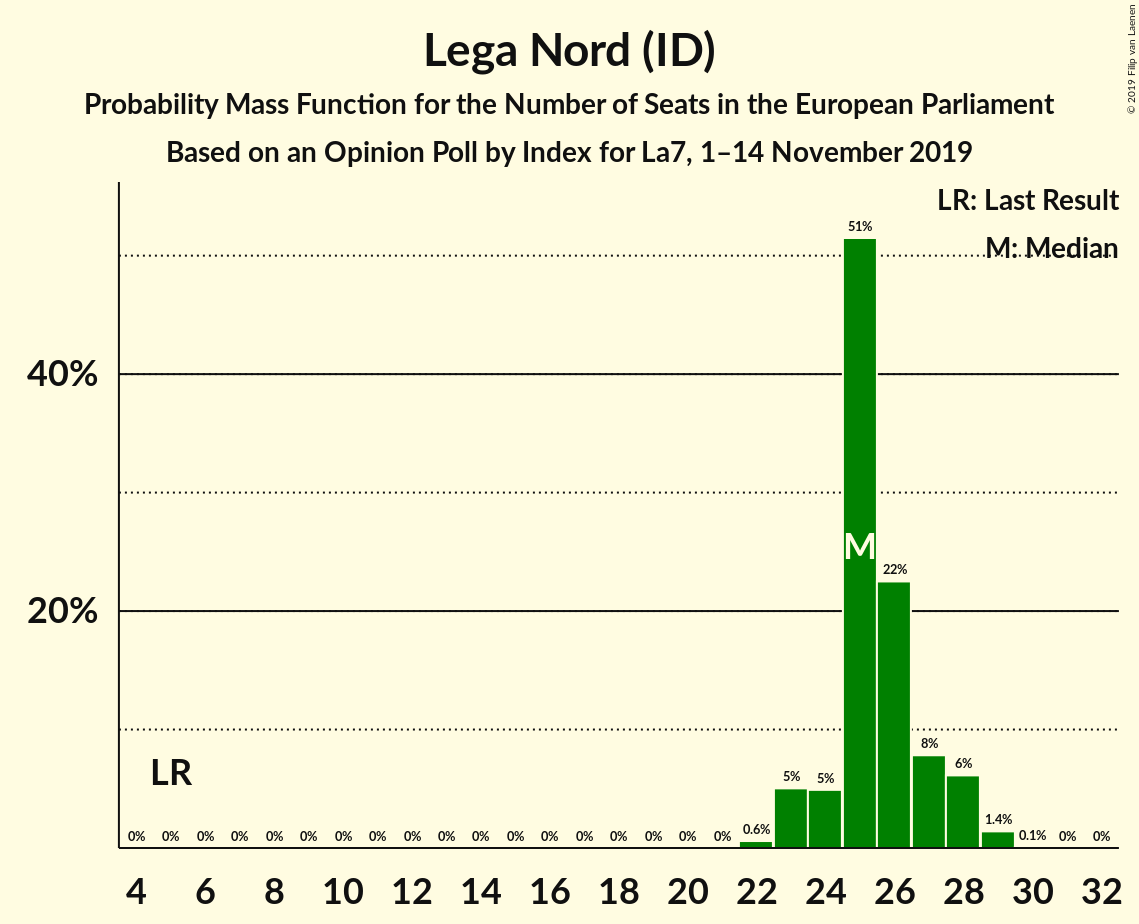 Lega Nord (ID)
Probability Mass Function for the Number of Seats in the European Parliament
Based on an Opinion Poll by Index for La7, 1–14 November 2019
© 2019 Filip van Laenen
LR: Last Result
M: Median
51%
40%
M
22%
20%
LR
8%
6%
5%
5%
1.4%
0.6%
0.1%
0% 0% 0% 0% 0% 0% 0% 0% 0% 0% 0% 0% 0% 0% 0% 0% 0% 0% 0% 0%
4 6 8 10 12 14 16 18 20 22 24 26 28 30 32